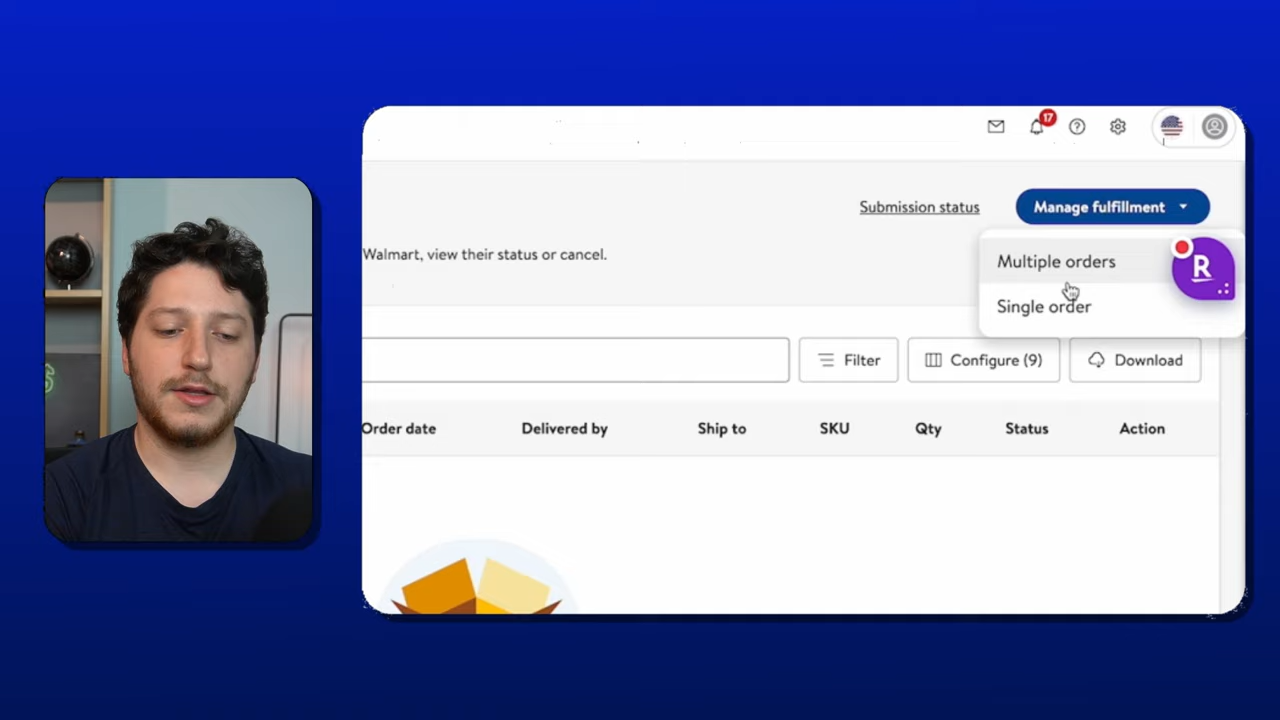 17
Submission status
Manage fulfillment
Walmart, view their status or cancel.
Multiple orders
R
Single order
Filter
Configure (9)
Download
Order date Delivered by Ship to SKU Qty Status Action